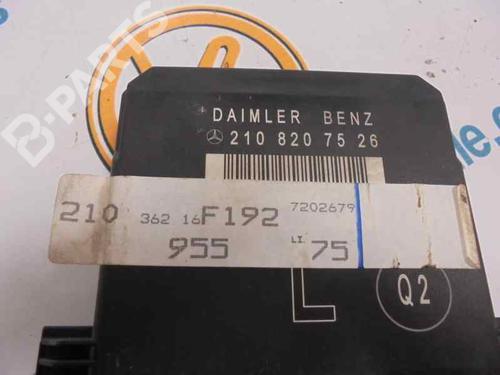 B-PARTS
DAIMLER BENZ
210 820 75 26
210 362 16 F192 7202679
955 LI 75
L
Q2